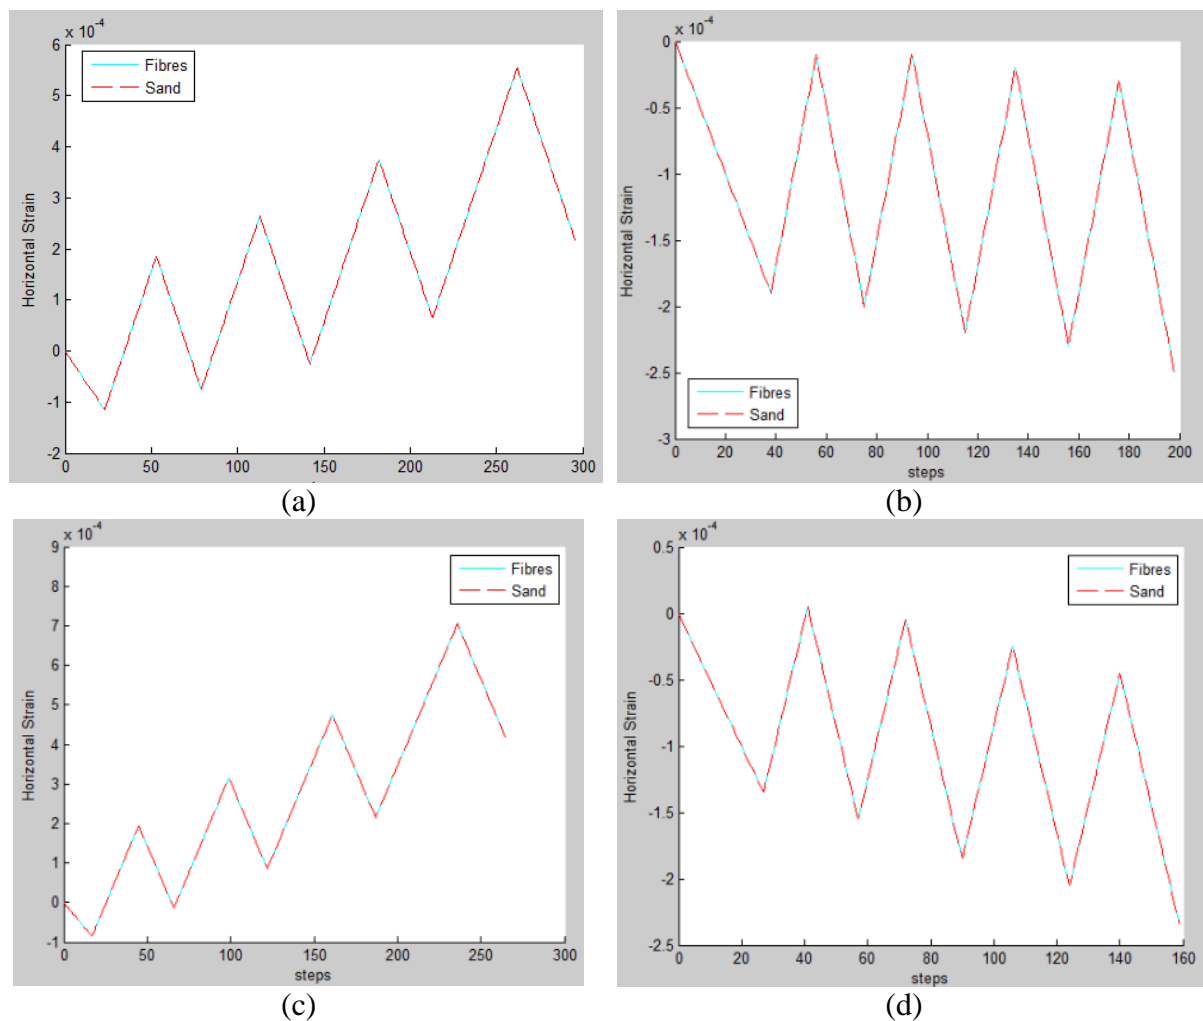 x 10-4
6
5
4
3
2
1
0
-1
-2
Horizontal Strain
Fibres
Sand
0 50 100 150 200 250 300
(a)
x 10-4
0
-0.5
-1
-1.5
-2
-2.5
-3
Horizontal Strain
Fibres
Sand
0 20 40 60 80 100 120 140 160 180 200
steps
(b)
x 10-4
9
8
7
6
5
4
3
2
1
0
-1
Horizontal Strain
Fibres
Sand
0 50 100 150 200 250 300
steps
(c)
x 10-4
0.5
0
-0.5
-1
-1.5
-2
-2.5
Horizontal Strain
Fibres
Sand
0 20 40 60 80 100 120 140 160
steps
(d)